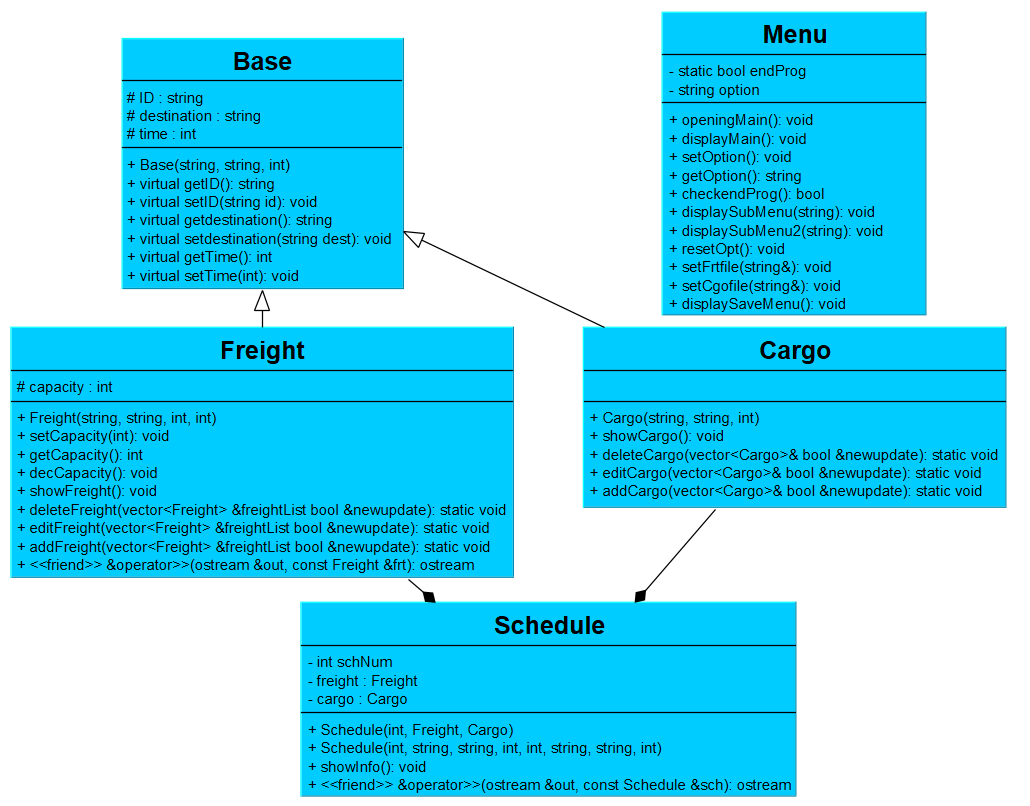 Base
# ID : string
# destination : string
# time : int
+ Base(string, string, int)
+ virtual getID(): string
+ virtual setID(string id): void
+ virtual getdestination(): string
+ virtual setdestination(string dest): void
+ virtual getTime(): int
+ virtual setTime(int): void
Menu
- static bool endProg
- string option
+ openingMain(): void
+ displayMain(): void
+ setOption(): void
+ getOption(): string
+ checkendProg(): bool
+ displaySubMenu(string): void
+ displaySubMenu2(string): void
+ resetOpt(): void
+ setFrtfile(string&): void
+ setCgofile(string&): void
+ displaySaveMenu(): void
Freight
# capacity : int
+ Freight(string, string, int, int)
+ setCapacity(int): void
+ getCapacity(): int
+ decCapacity(): void
+ showFreight(): void
+ deleteFreight(vector<Freight> &freightList bool &newupdate): static void
+ editFreight(vector<Freight> &freightList bool &newupdate): static void
+ addFreight(vector<Freight> &freightList bool &newupdate): static void
+ <<friend>> &operator>>(ostream &out, const Freight &frt): ostream
Cargo
+ Cargo(string, string, int)
+ showCargo(): void
+ deleteCargo(vector<Cargo>& bool &newupdate): static void
+ editCargo(vector<Cargo>& bool &newupdate): static void
+ addCargo(vector<Cargo>& bool &newupdate): static void
Schedule
- int schNum
- freight : Freight
- cargo : Cargo
+ Schedule(int, Freight, Cargo)
+ Schedule(int, string, string, int, int, string, string, int)
+ showInfo(): void
+ <<friend>> &operator>>(ostream &out, const Schedule &sch): ostream